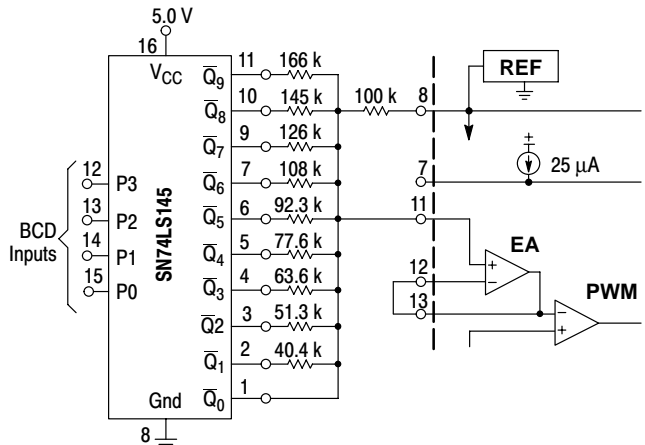 5.0 V
16
VCC
SN74LS145
BCD
Inputs
12 P3
13 P2
14 P1
15 P0
Q9 11 166 k
Q8 10 145 k
Q7 9 126 k
Q6 7 108 k
Q5 6 92.3 k
Q4 5 77.6 k
Q3 4 63.6 k
Q2 3 51.3 k
Q1 2 40.4 k
Q0 1
Gnd
8
100 k 8
REF
7
+
25 μA
11
EA
+
−
12
13
PWM
−
+